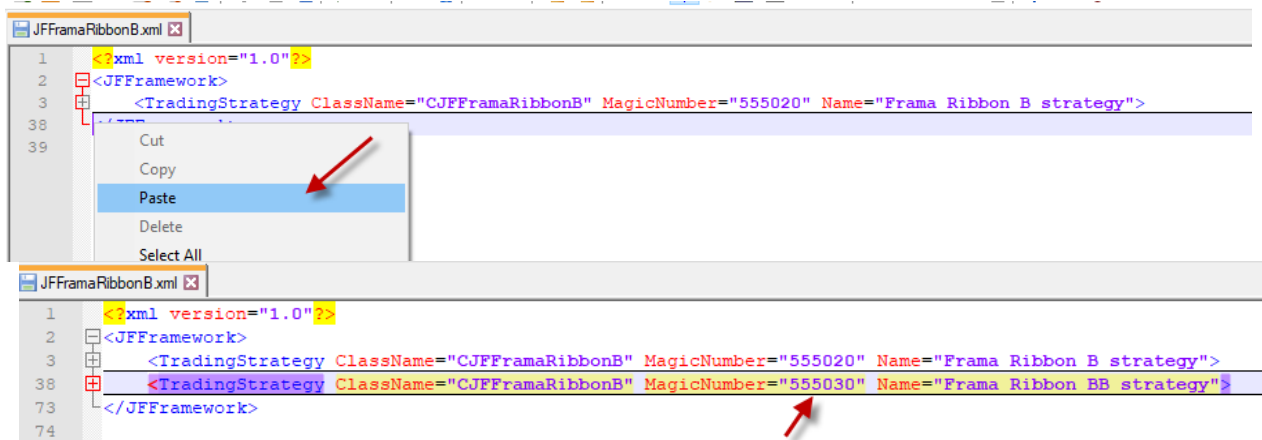 JFFramaRibbonB.xml
1 <?xml version="1.0"?>
2 <JFFramework>
3 <TradingStrategy ClassName="CJFFramaRibbonB" MagicNumber="555020" Name="Frama Ribbon B strategy">
38
39
Cut
Copy
Paste
Delete
Select All
JFFramaRibbonB.xml
1 <?xml version="1.0"?>
2 <JFFramework>
3 <TradingStrategy ClassName="CJFFramaRibbonB" MagicNumber="555020" Name="Frama Ribbon B strategy">
38 <TradingStrategy ClassName="CJFFramaRibbonB" MagicNumber="555030" Name="Frama Ribbon BB strategy">
73 </JFFramework>
74